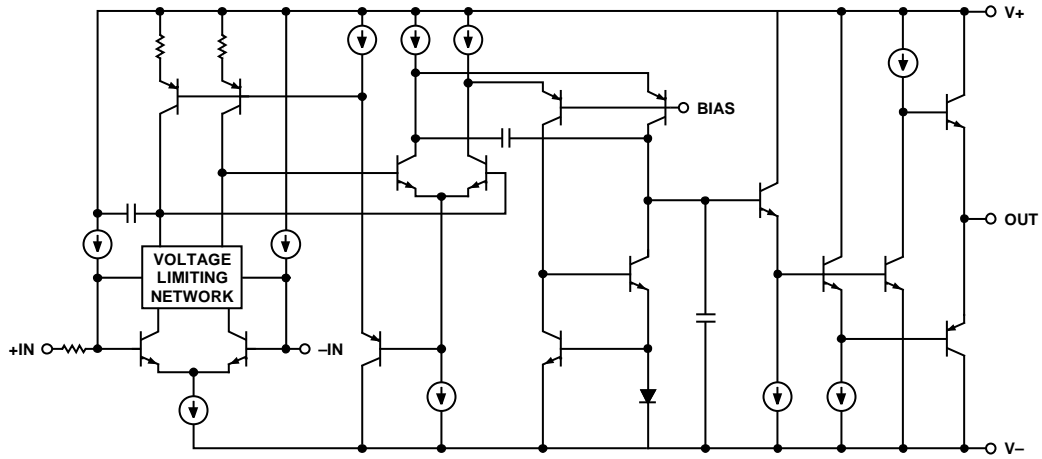 V+
BIAS
OUT
VOLTAGE
LIMITING
NETWORK
+IN
–IN
V–